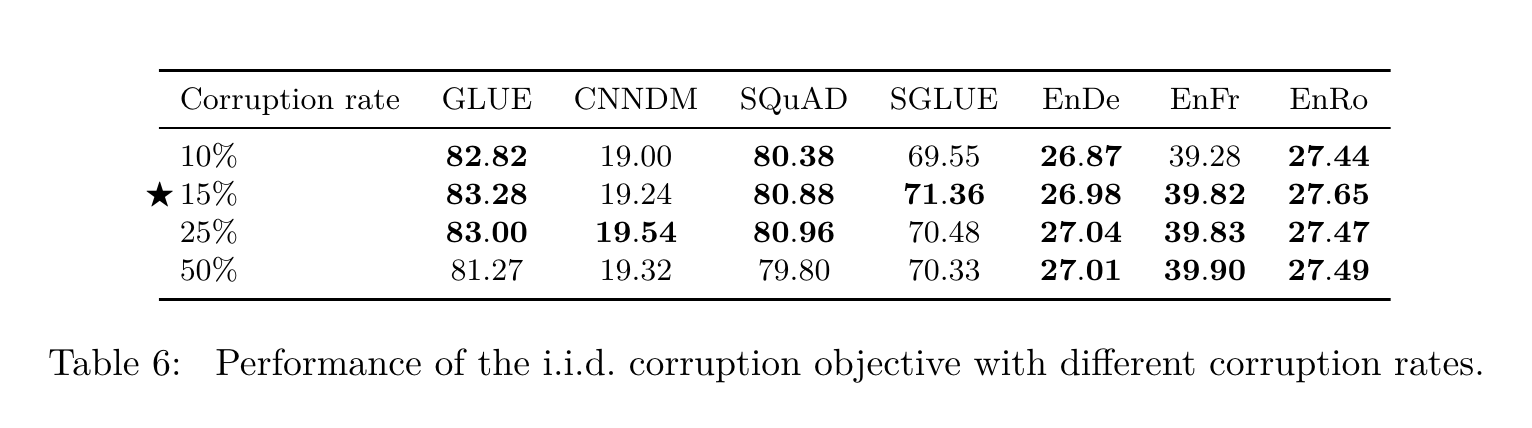 Corruption rate GLUE CNNDM SQuAD SGLUE EnDe EnFr EnRo
10% 82.82 19.00 80.38 69.55 26.87 39.28 27.44
★ 15% 83.28 19.24 80.88 71.36 26.98 39.82 27.65
25% 83.00 19.54 80.96 70.48 27.04 39.83 27.47
50% 81.27 19.32 79.80 70.33 27.01 39.90 27.49
Table 6: Performance of the i.i.d. corruption objective with different corruption rates.